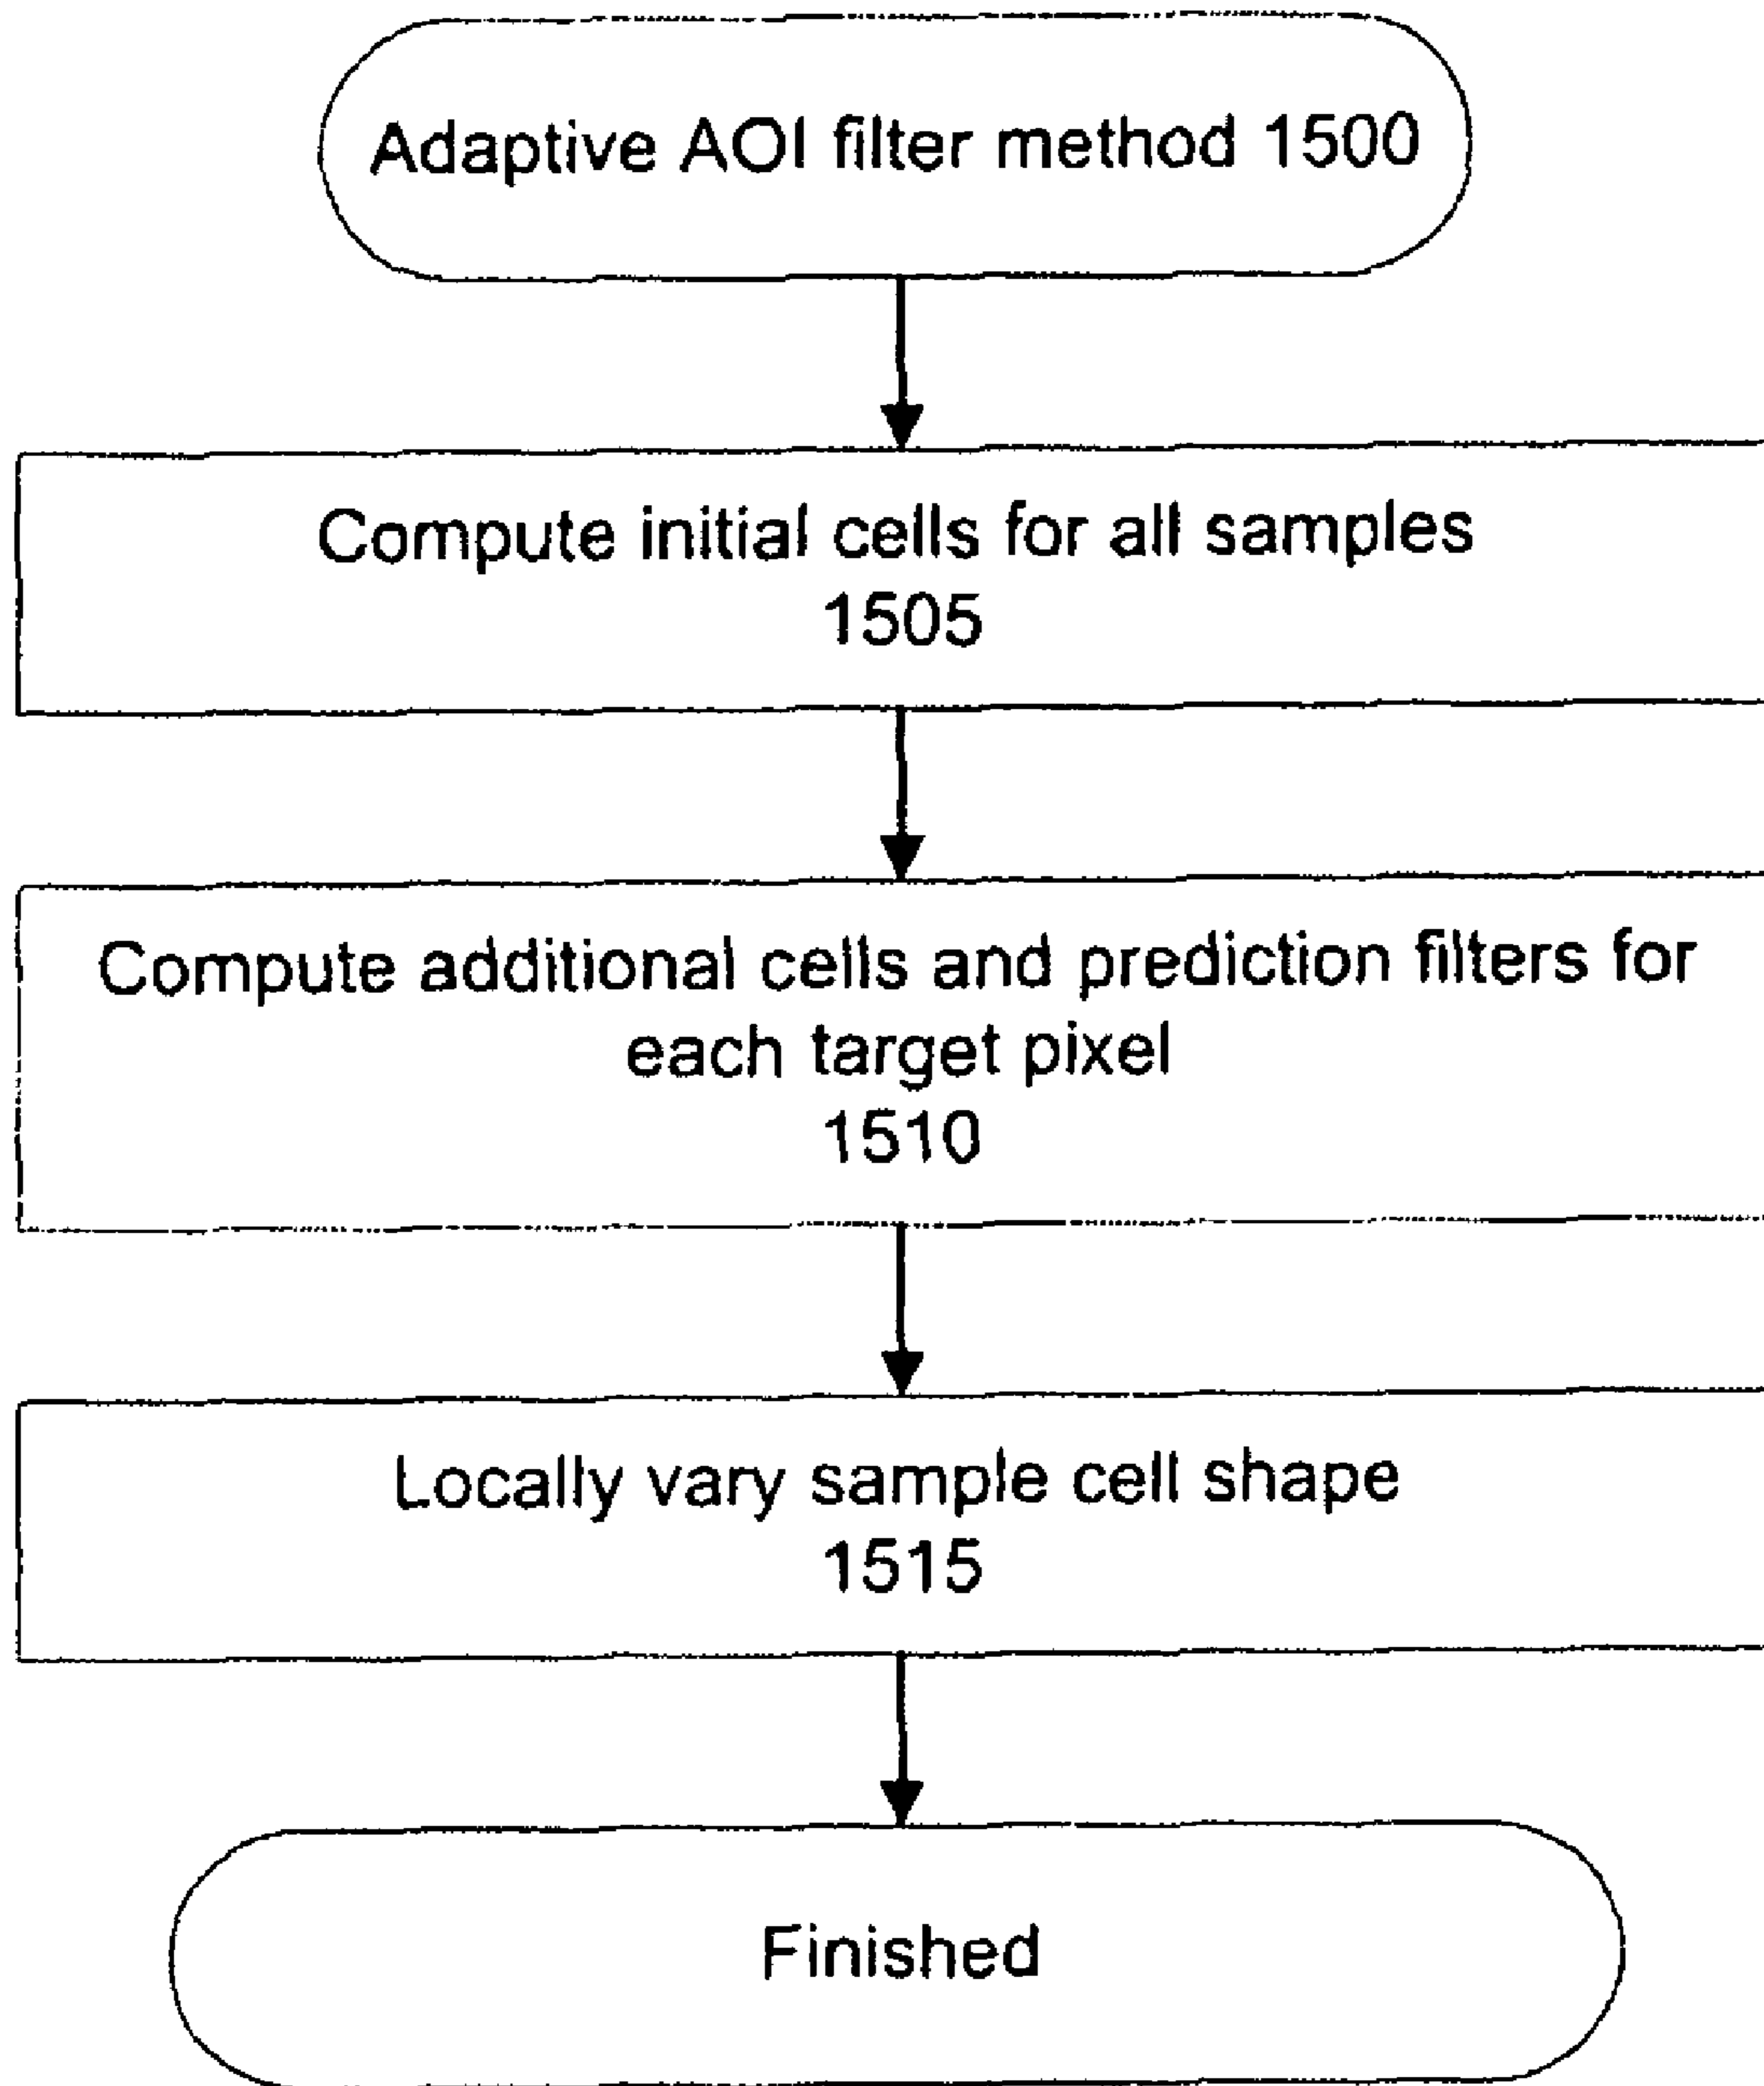 Adaptive AOI filter method 1500
Compute initial cells for all samples
1505
Compute additional cells and prediction filters for
each target pixel
1510
Locally vary sample cell shape
1515
Finished